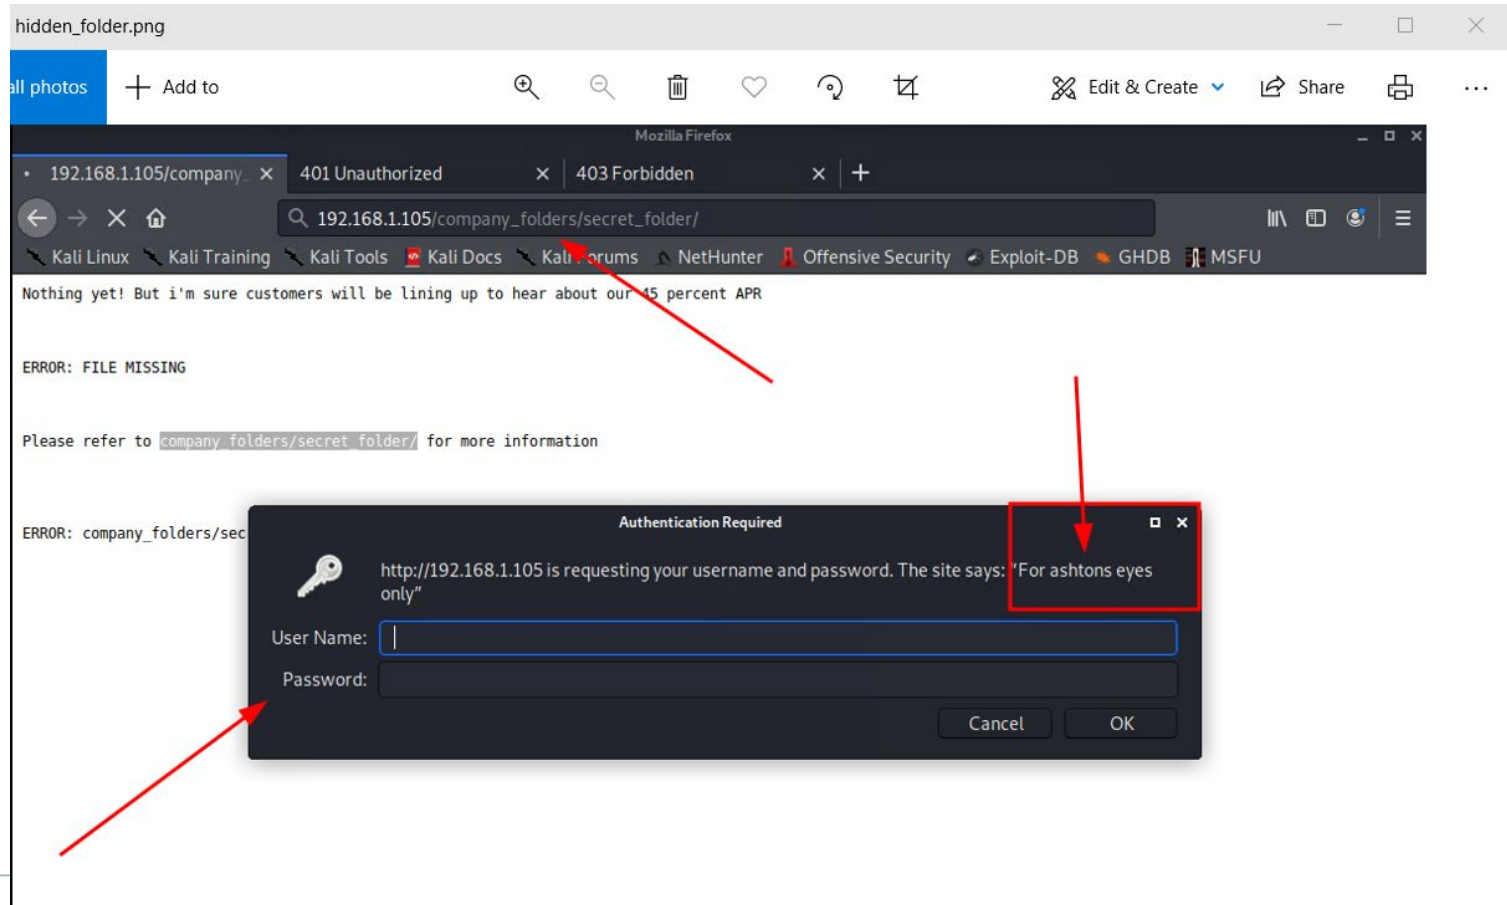 hidden_folder.png
all photos
Add to
Edit & Create
Share
Mozilla Firefox
192.168.1.105/company_
401 Unauthorized
403 Forbidden
192.168.1.105/company_folders/secret_folder/
Kali Linux
Kali Training
Kali Tools
Kali Docs
Kali Forums
NetHunter
Offensive Security
Exploit-DB
GHDB
MSFU
Nothing yet! But i'm sure customers will be lining up to hear about our 45 percent APR
ERROR: FILE MISSING
Please refer to company_folders/secret_folder/ for more information
ERROR: company_folders/sec
Authentication Required
http://192.168.1.105 is requesting your username and password. The site says: "For ashtons eyes
only"
User Name:
Password:
Cancel
OK